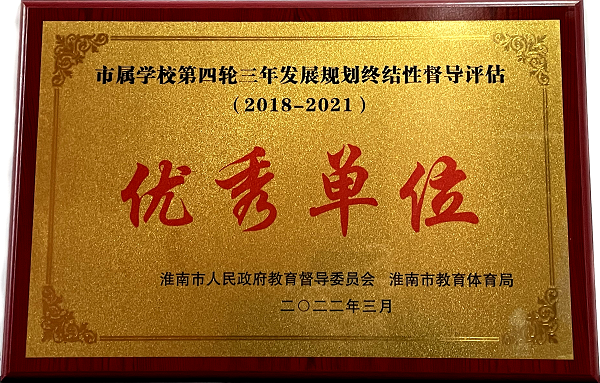 市属学校第四轮三年发展规划终结性督导评估
（2018-2021）
优秀单位
淮南市人民政府教育督导委员会 淮南市教育体育局
二〇二二年三月